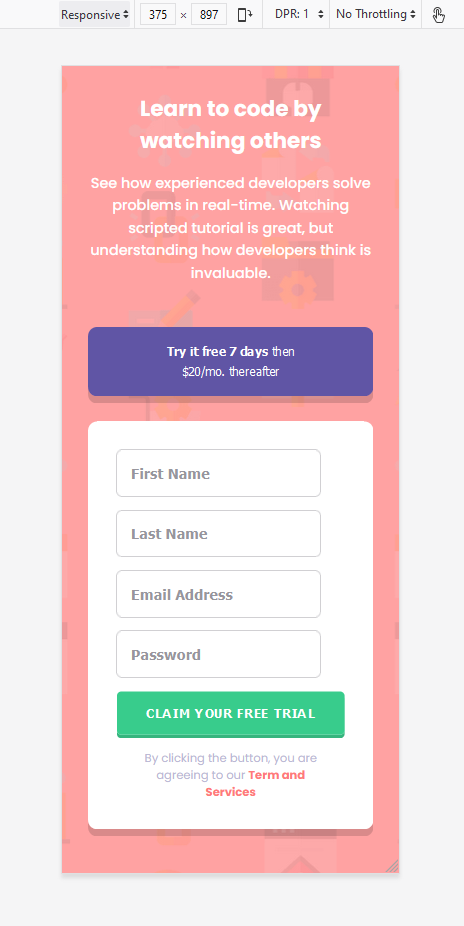 Responsive 375 × 897 DPR: 1 No Throttling
Learn to code by
watching others
See how experienced developers solve
problems in real-time. Watching
scripted tutorial is great, but
understanding how developers think is
invaluable.
Try it free 7 days then
$20/mo. thereafter
First Name
Last Name
Email Address
Password
CLAIM YOUR FREE TRIAL
By clicking the button, you are
agreeing to our Term and
Services